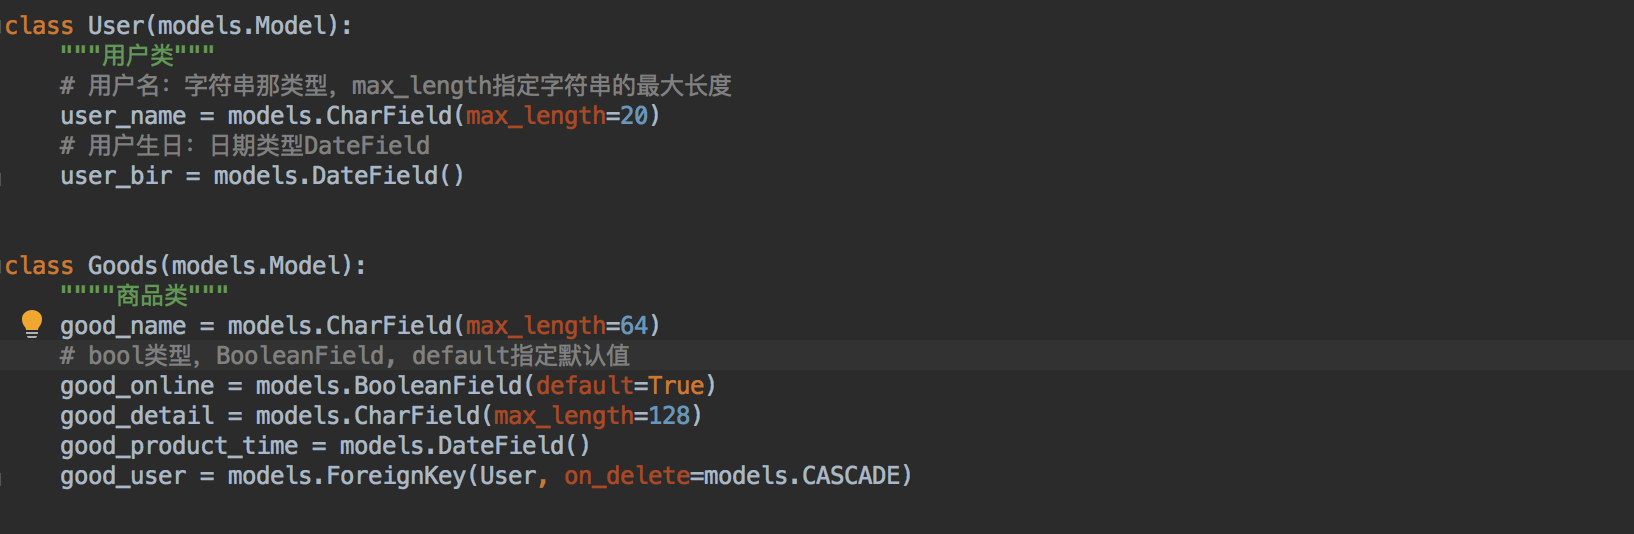 class User(models.Model):
"""用户类"""
# 用户名：字符串那类型，max_length指定字符串的最大长度
user_name = models.CharField(max_length=20)
# 用户生日：日期类型DateField
user_bir = models.DateField()
class Goods(models.Model):
""""商品类"""
good_name = models.CharField(max_length=64)
# bool类型，BooleanField, default指定默认值
good_online = models.BooleanField(default=True)
good_detail = models.CharField(max_length=128)
good_product_time = models.DateField()
good_user = models.ForeignKey(User, on_delete=models.CASCADE)